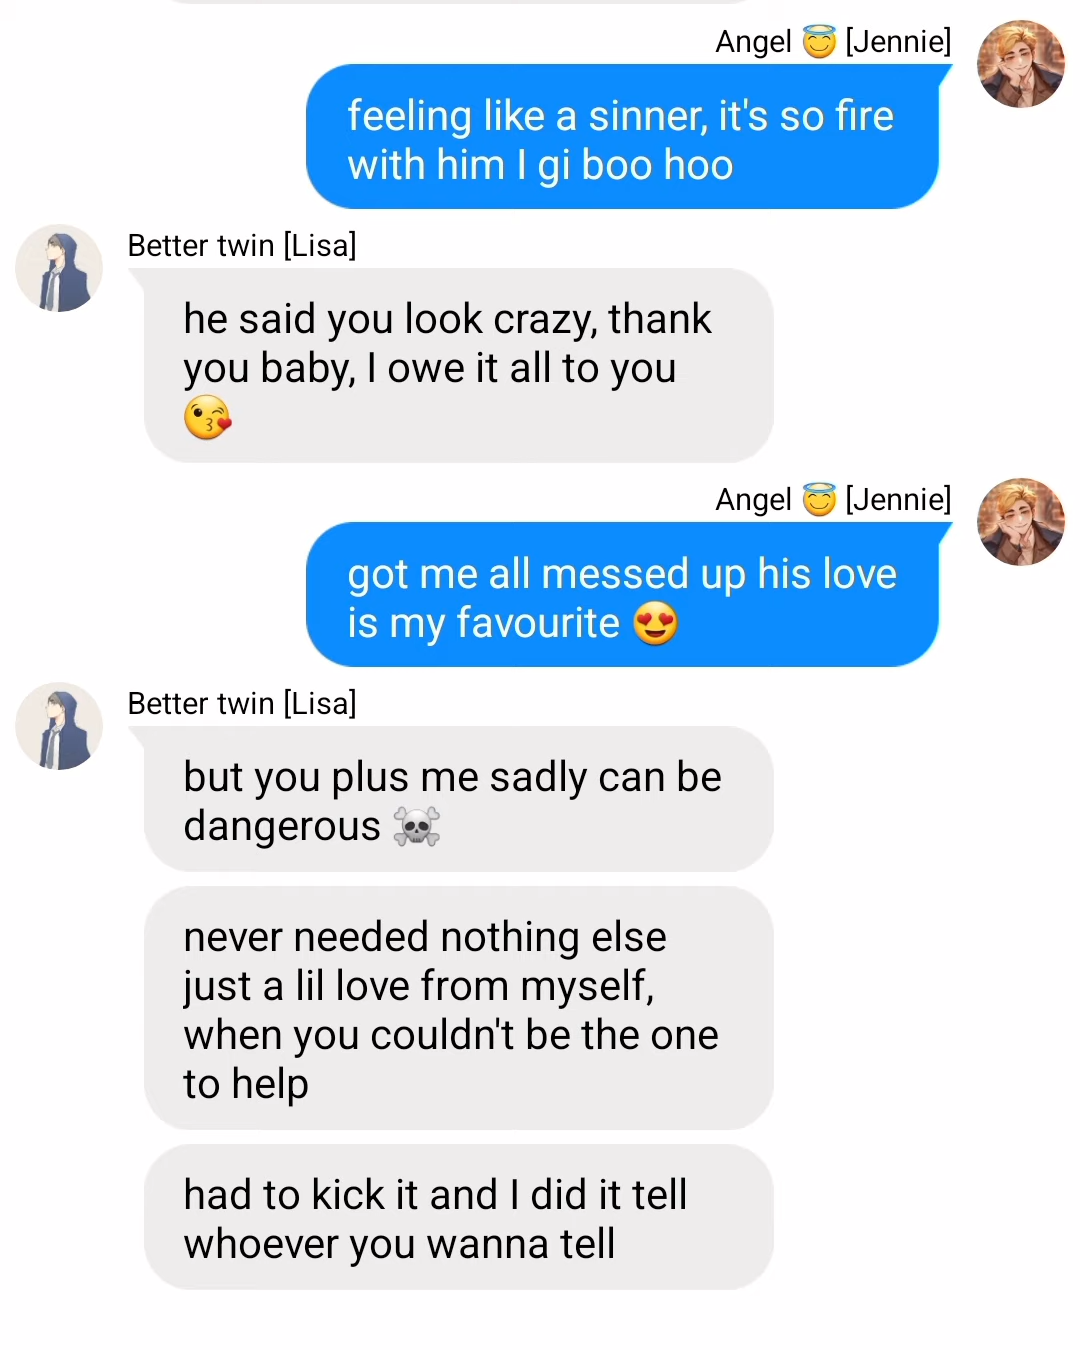 Angel 😇 [Jennie]
feeling like a sinner, it's so fire
with him I gi boo hoo
Better twin [Lisa]
he said you look crazy, thank
you baby, I owe it all to you
😘
Angel 😇 [Jennie]
got me all messed up his love
is my favourite 😍
Better twin [Lisa]
but you plus me sadly can be
dangerous ☠️
never needed nothing else
just a lil love from myself,
when you couldn't be the one
to help
had to kick it and I did it tell
whoever you wanna tell